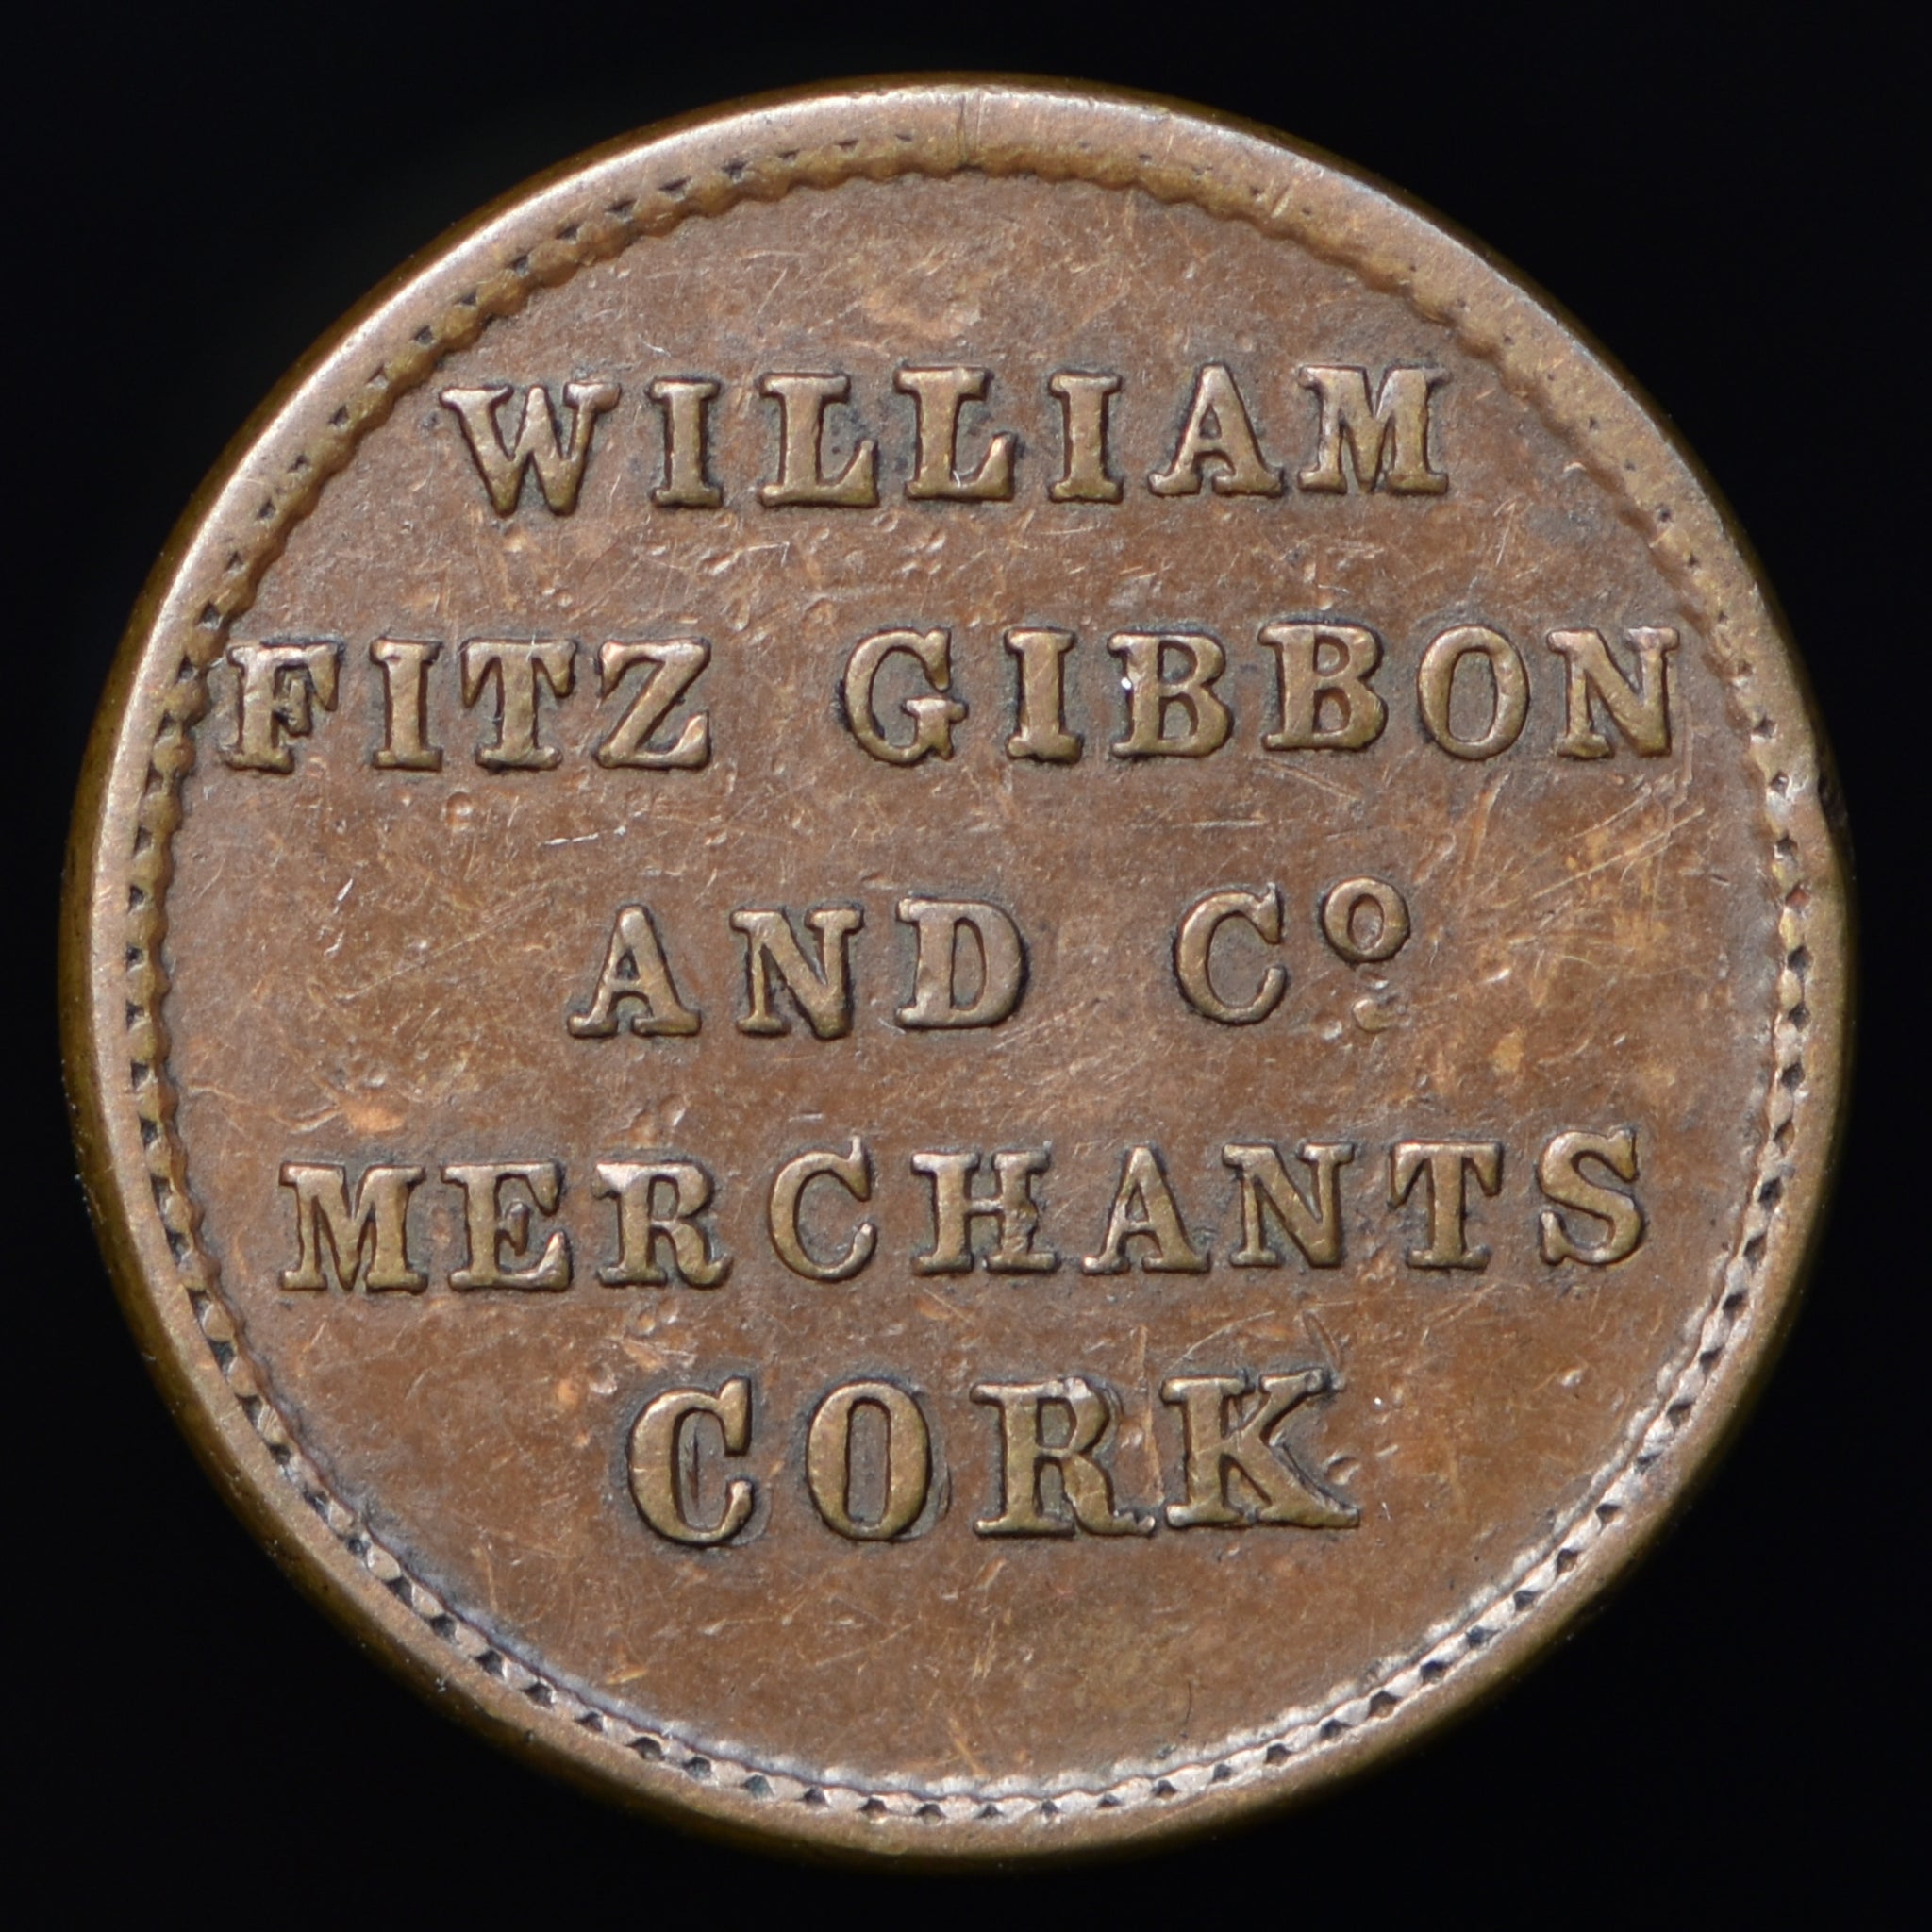 WILLIAM
FITZ GIBBON
AND Cº.
MERCHANTS
CORK